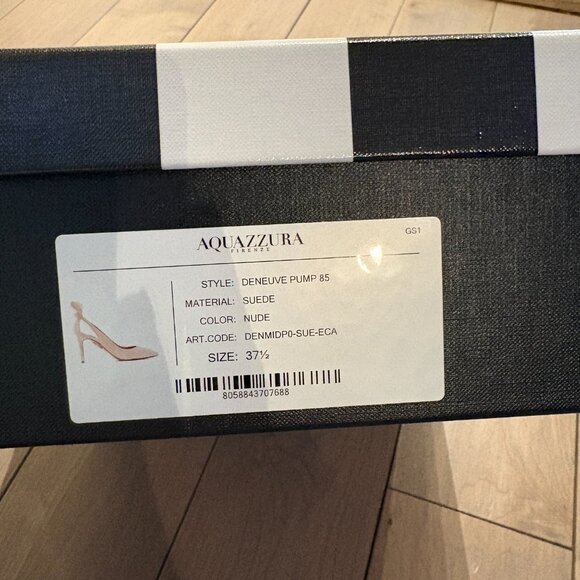 AQUAZZURA
FIRENZE
GS1
STYLE: DENEUVE PUMP 85
MATERIAL: SUEDE
COLOR: NUDE
ART.CODE: DENMIDP0-SUE-ECA
SIZE: 37½
8058843707688